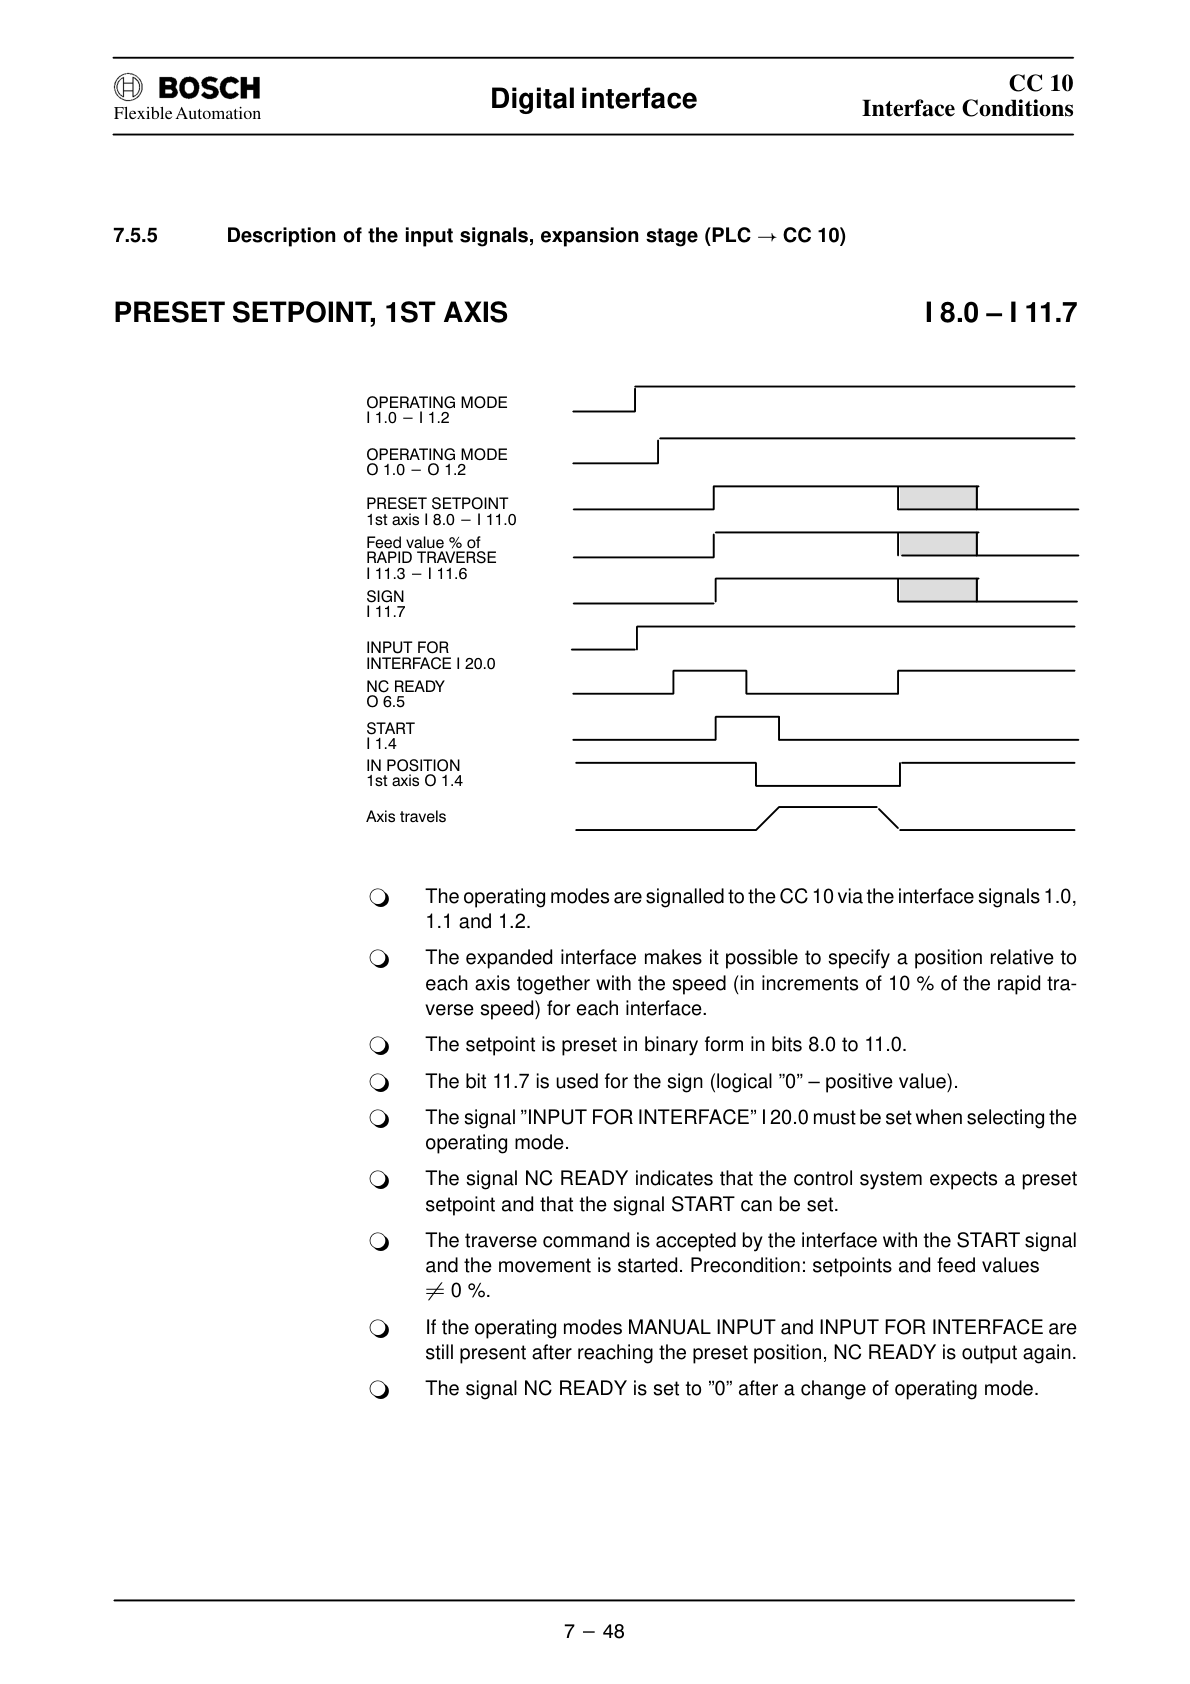 BOSCH
Flexible Automation
Digital interface
CC 10
Interface Conditions
7.5.5 Description of the input signals, expansion stage (PLC → CC 10)
PRESET SETPOINT, 1ST AXIS I 8.0 – I 11.7
OPERATING MODE
I 1.0 – I 1.2
OPERATING MODE
O 1.0 – O 1.2
PRESET SETPOINT
1st axis I 8.0 – I 11.0
Feed value % of
RAPID TRAVERSE
I 11.3 – I 11.6
SIGN
I 11.7
INPUT FOR
INTERFACE I 20.0
NC READY
O 6.5
START
I 1.4
IN POSITION
1st axis O 1.4
Axis travels
❍ The operating modes are signalled to the CC 10 via the interface signals 1.0,
1.1 and 1.2.
❍ The expanded interface makes it possible to specify a position relative to
each axis together with the speed (in increments of 10 % of the rapid tra-
verse speed) for each interface.
❍ The setpoint is preset in binary form in bits 8.0 to 11.0.
❍ The bit 11.7 is used for the sign (logical ”0” – positive value).
❍ The signal ”INPUT FOR INTERFACE” I 20.0 must be set when selecting the
operating mode.
❍ The signal NC READY indicates that the control system expects a preset
setpoint and that the signal START can be set.
❍ The traverse command is accepted by the interface with the START signal
and the movement is started. Precondition: setpoints and feed values
≠ 0 %.
❍ If the operating modes MANUAL INPUT and INPUT FOR INTERFACE are
still present after reaching the preset position, NC READY is output again.
❍ The signal NC READY is set to ”0” after a change of operating mode.
7 – 48